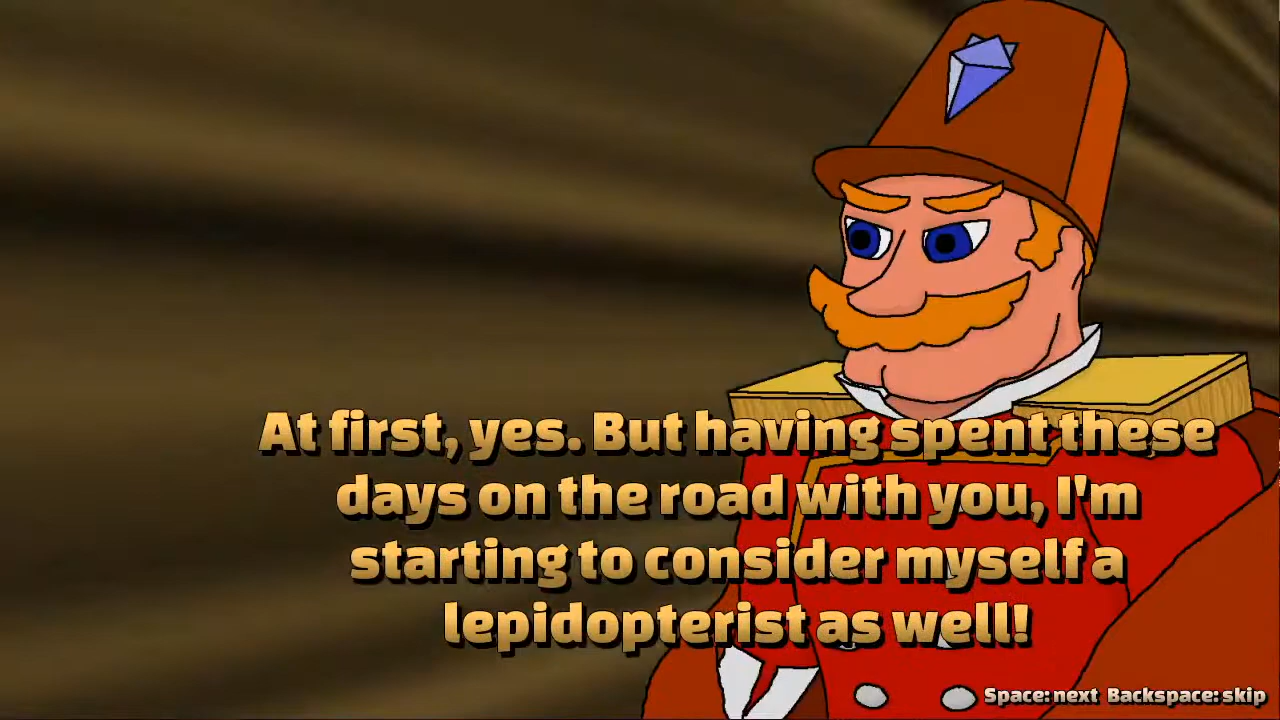 At first, yes. But having spent these
days on the road with you, I'm
starting to consider myself a
lepidopterist as well!
Space: next Backspace: skip